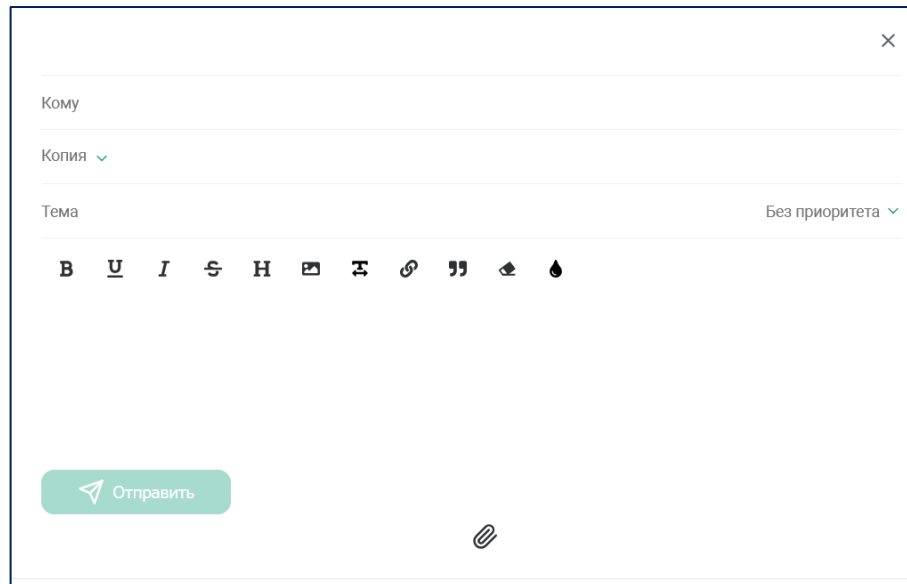 Кому
Копия
Тема
Без приоритета
B U I S H T
Отправить